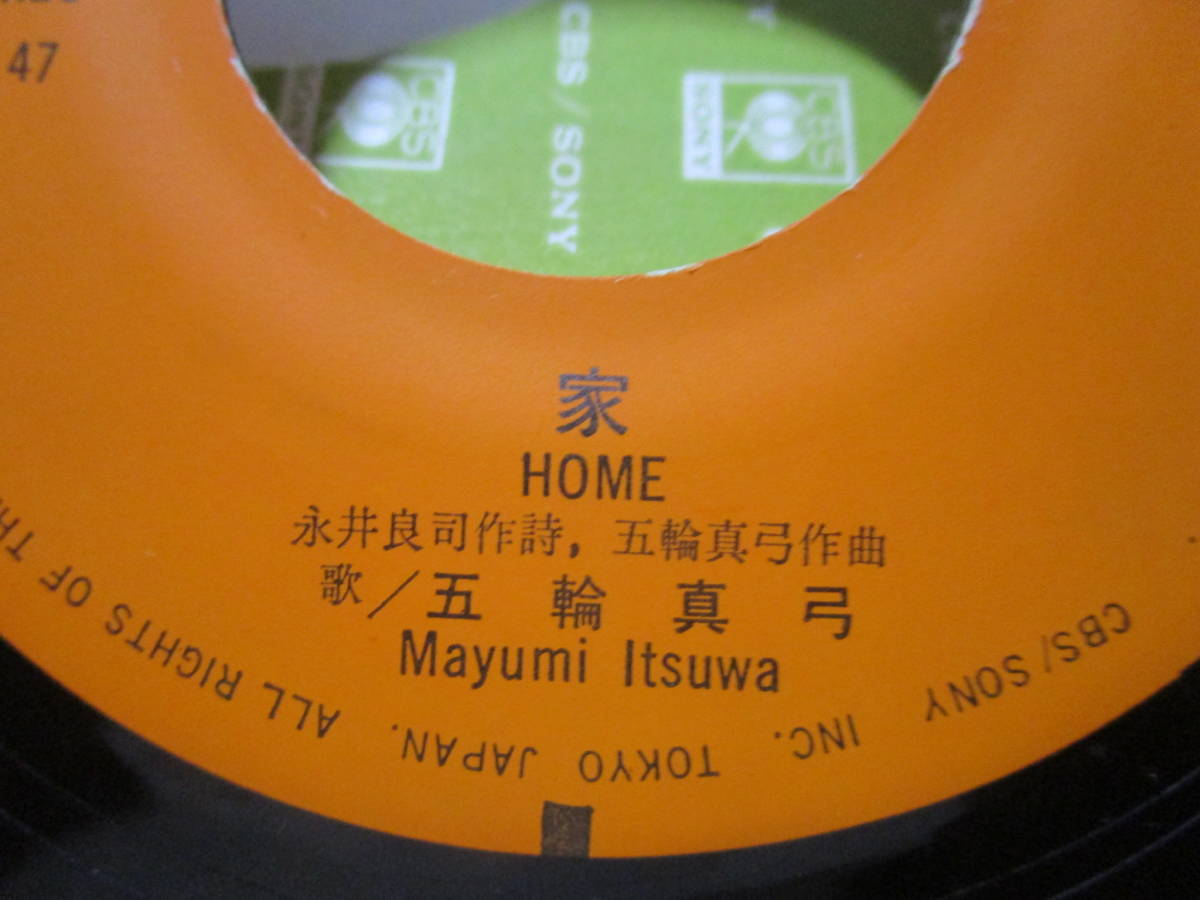 47
CBS / SONY
CBS
SONY
CBS
家
HOME
永井良司作詩, 五輪真弓作曲
歌/五輪真弓
Mayumi Itsuwa
CBS/SONY INC. TOKYO JAPAN. ALL RIGHTS OF